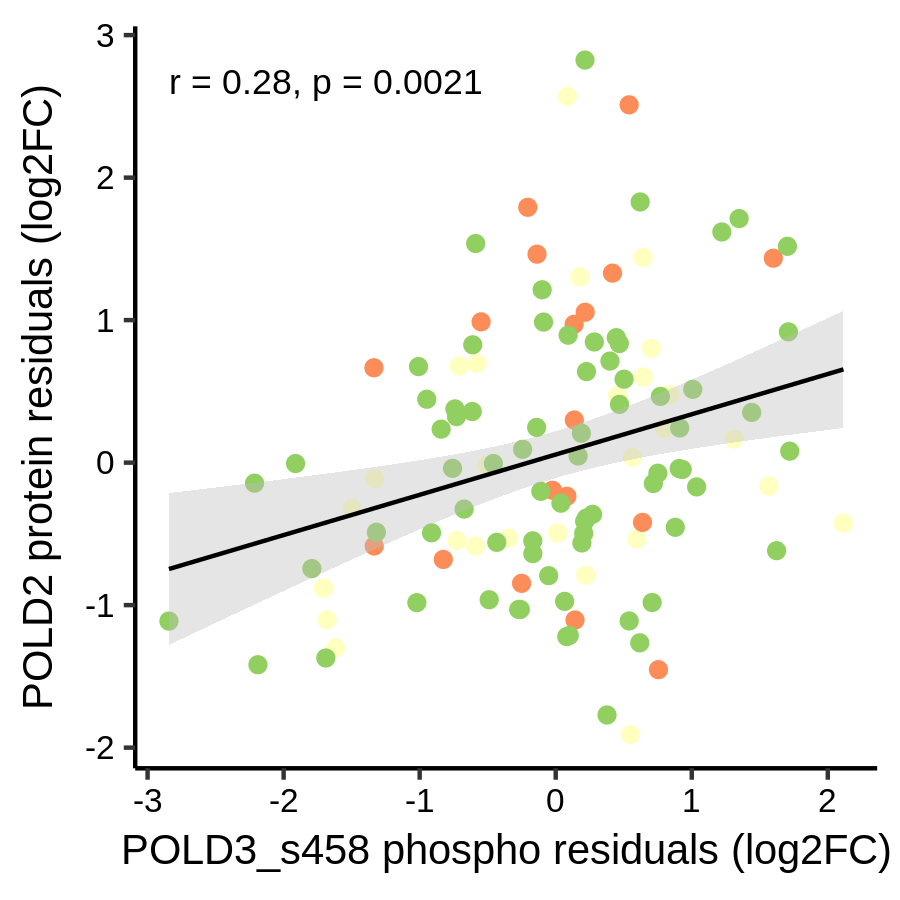 r = 0.28, p = 0.0021
3
2
1
0
-1
-2
POLD2 protein residuals (log2FC)
-3 -2 -1 0 1 2
POLD3_s458 phospho residuals (log2FC)